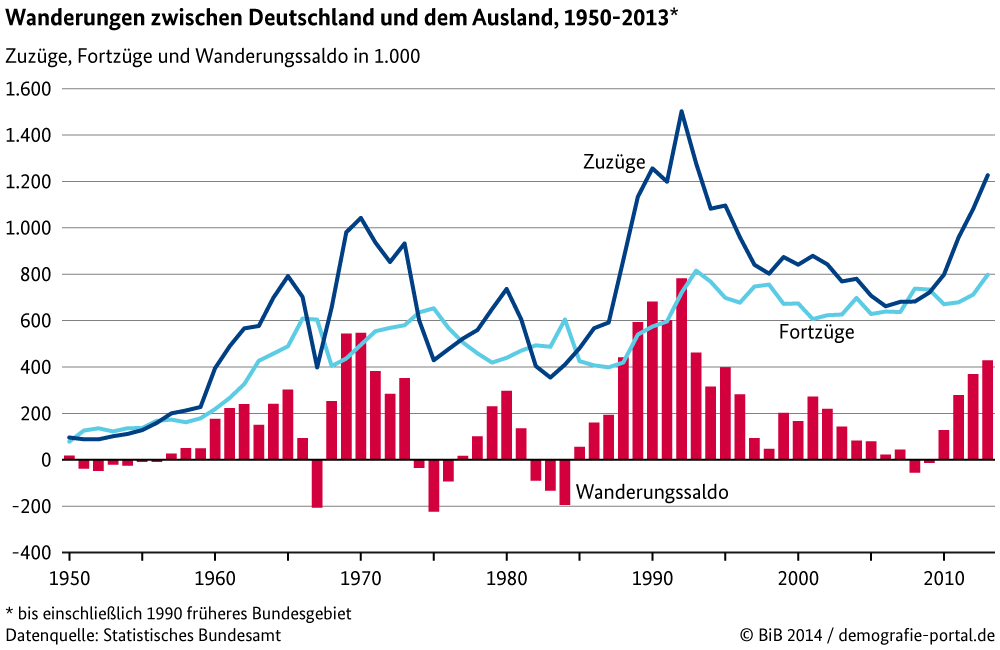 Wanderungen zwischen Deutschland und dem Ausland, 1950-2013*
Zuzüge, Fortzüge und Wanderungssaldo in 1.000
1.600
1.400
1.200
1.000
800
600
400
200
0
-200
-400
Zuzüge
Fortzüge
Wanderungssaldo
1950 1960 1970 1980 1990 2000 2010
* bis einschließlich 1990 früheres Bundesgebiet
Datenquelle: Statistisches Bundesamt
© BiB 2014 / demografie-portal.de